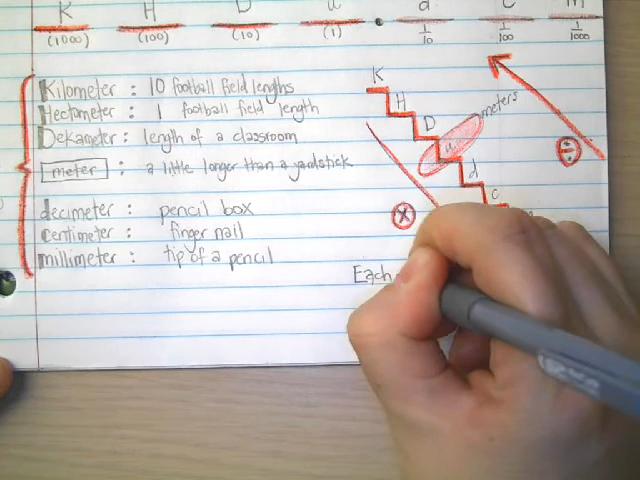 K H D u . d c m
(1000) (100) (10) (1) 1/10 1/100 1/1000
Kilometer : 10 football field lengths
Hectometer : 1 football field length
Dekameter : length of a classroom
meter : a little longer than a yardstick
decimeter : pencil box
centimeter : finger nail
millimeter : tip of a pencil
K
H
D
u
meters
d
c
÷
×
Each